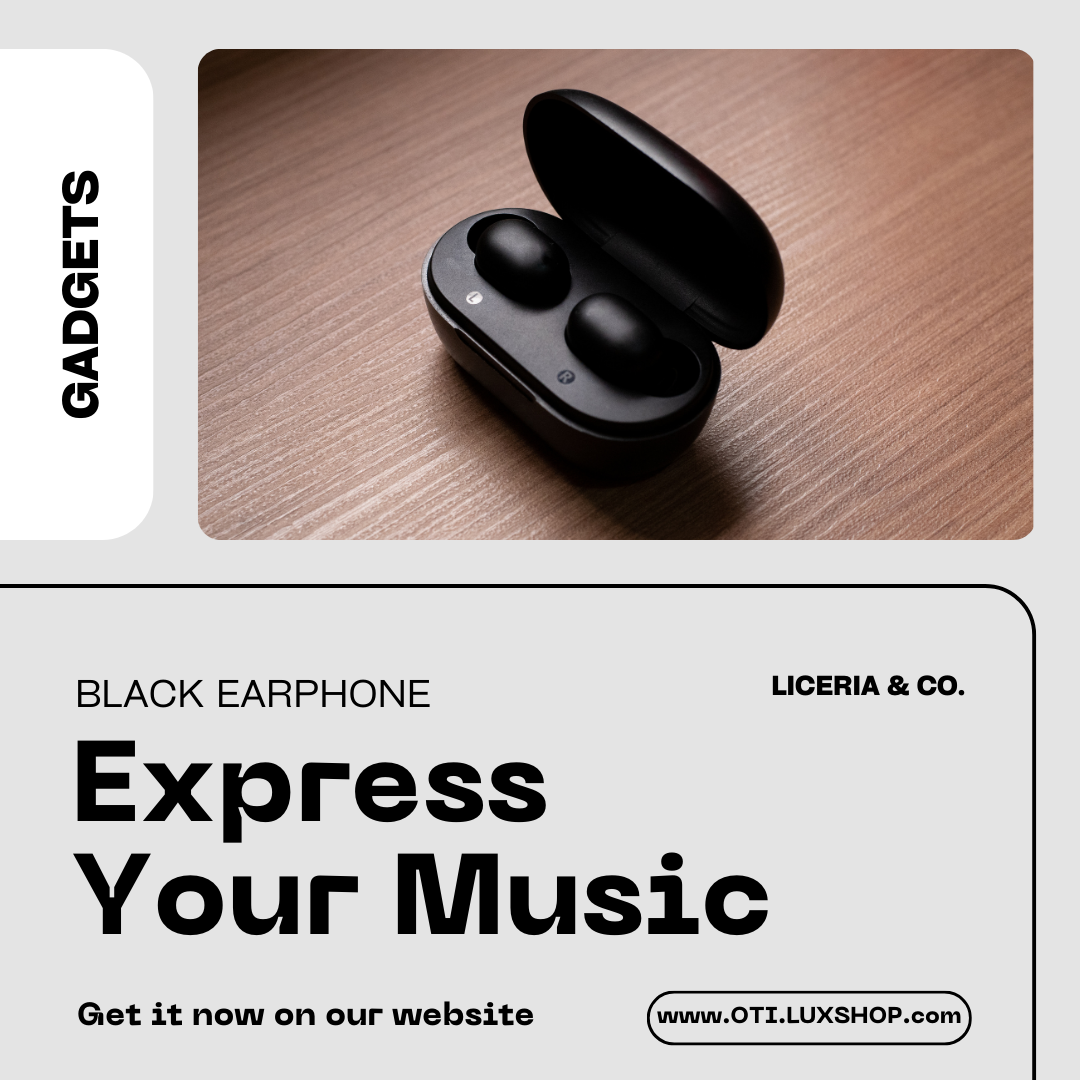 GADGETS
L
R
BLACK EARPHONE
LICERIA & CO.
Express
Your Music
Get it now on our website
www.OTI.LUXSHOP.com